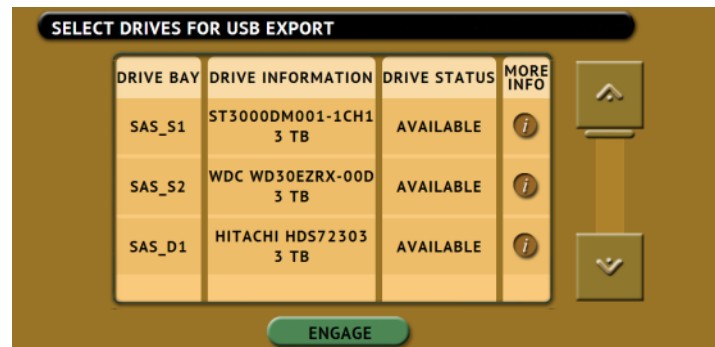 SELECT DRIVES FOR USB EXPORT
DRIVE BAY DRIVE INFORMATION DRIVE STATUS MORE INFO
SAS_S1 ST3000DM001-1CH1 3 TB AVAILABLE i
SAS_S2 WDC WD30EZRX-00D 3 TB AVAILABLE i
SAS_D1 HITACHI HDS72303 3 TB AVAILABLE i
ENGAGE